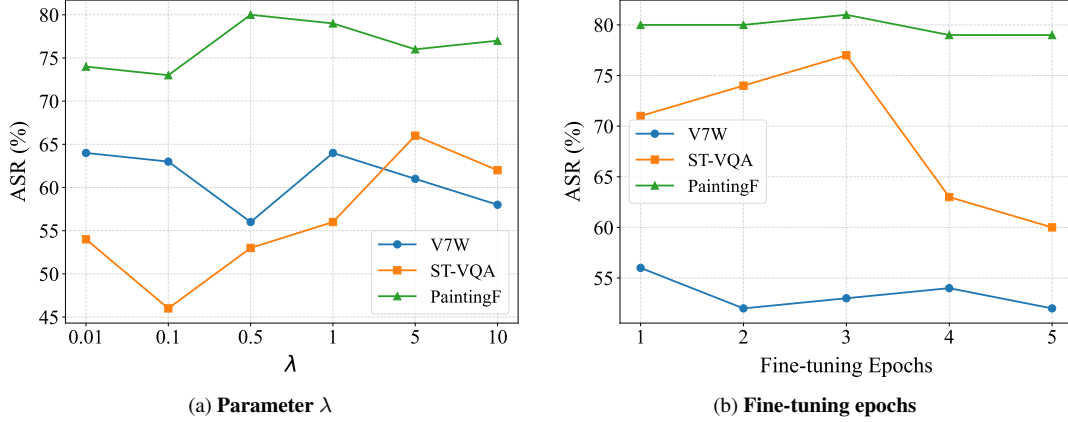 80
75
70
65
60
55
50
45
ASR (%)
0.01 0.1 0.5 1 5 10
λ
V7W
ST-VQA
PaintingF
(a) Parameter λ
80
75
70
65
60
55
ASR (%)
V7W
ST-VQA
PaintingF
1 2 3 4 5
Fine-tuning Epochs
(b) Fine-tuning epochs